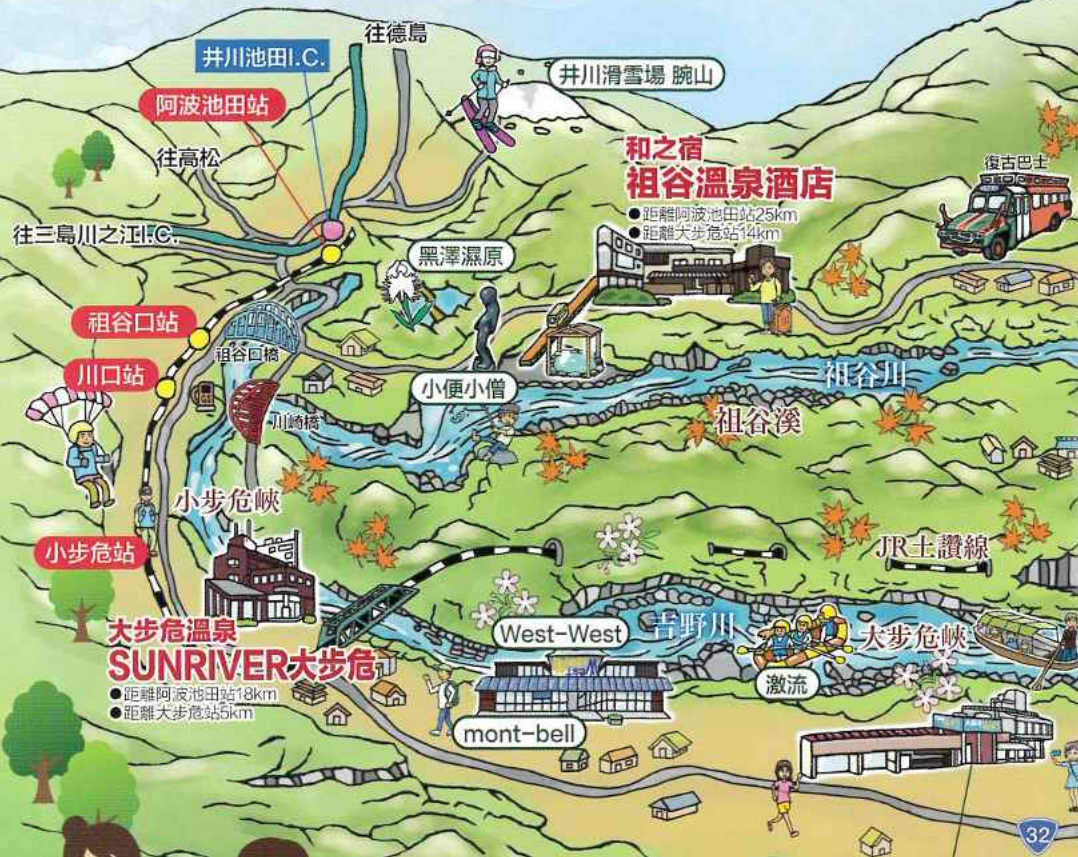 往德島
井川池田I.C.
井川滑雪場 腕山
阿波池田站
往高松
和之宿
祖谷溫泉酒店
●距離阿波池田站25km
●距離大步危站14km
復古巴士
往三島川之江I.C.
黑澤濕原
祖谷口站
祖谷口橋
川口站
小便小僧
祖谷川
川崎橋
祖谷溪
小步危峽
小步危站
JR土讚線
大步危溫泉
SUNRIVER大步危
●距離阿波池田站18km
●距離大步危站5km
West-West
吉野川
大步危峽
激流
mont-bell
32